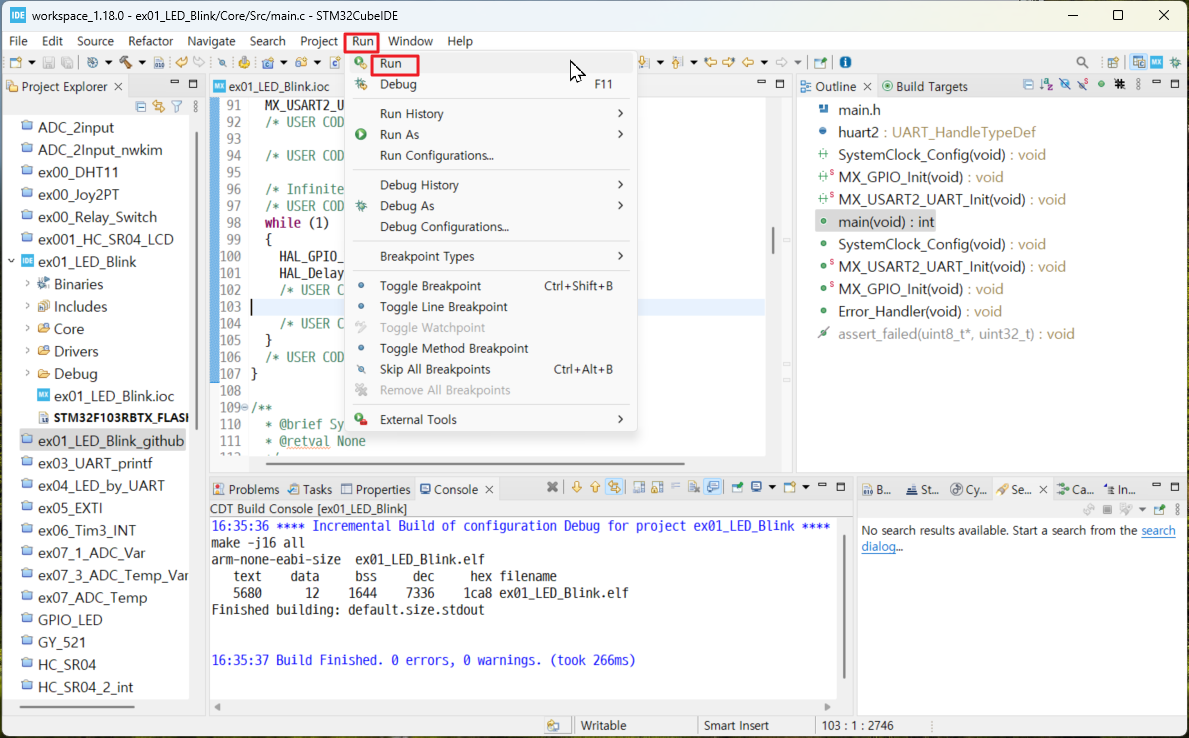 workspace_1.18.0 - ex01_LED_Blink/Core/Src/main.c - STM32CubeIDE
File Edit Source Refactor Navigate Search Project Run Window Help
Project Explorer
ADC_2input
ADC_2Input_nwkim
ex00_DHT11
ex00_Joy2PT
ex00_Relay_Switch
ex001_HC_SR04_LCD
ex01_LED_Blink
Binaries
Includes
Core
Drivers
Debug
ex01_LED_Blink.ioc
STM32F103RBTX_FLASH
ex01_LED_Blink_github
ex03_UART_printf
ex04_LED_by_UART
ex05_EXTI
ex06_Tim3_INT
ex07_1_ADC_Var
ex07_3_ADC_Temp_Var
ex07_ADC_Temp
GPIO_LED
GY_521
HC_SR04
HC_SR04_2_int
ex01_LED_Blink.ioc
91 MX_USART2_U
92 /* USER COD
93
94 /* USER COD
95
96 /* Infinite
97 /* USER COD
98 while (1)
99 {
100 HAL_GPIO_
101 HAL_Delay
102 /* USER C
103
104 /* USER C
105 }
106 /* USER COD
107 }
108
109 /**
110 * @brief Sy
111 * @retval None
Run
Debug F11
Run History
Run As
Run Configurations...
Debug History
Debug As
Debug Configurations...
Breakpoint Types
Toggle Breakpoint Ctrl+Shift+B
Toggle Line Breakpoint
Toggle Watchpoint
Toggle Method Breakpoint
Skip All Breakpoints Ctrl+Alt+B
Remove All Breakpoints
External Tools
Outline Build Targets
main.h
huart2 : UART_HandleTypeDef
SystemClock_Config(void) : void
MX_GPIO_Init(void) : void
MX_USART2_UART_Init(void) : void
main(void) : int
SystemClock_Config(void) : void
MX_USART2_UART_Init(void) : void
MX_GPIO_Init(void) : void
Error_Handler(void) : void
assert_failed(uint8_t*, uint32_t) : void
Problems Tasks Properties Console
CDT Build Console [ex01_LED_Blink]
16:35:36 **** Incremental Build of configuration Debug for project ex01_LED_Blink ****
make -j16 all
arm-none-eabi-size ex01_LED_Blink.elf
text data bss dec hex filename
5680 12 1644 7336 1ca8 ex01_LED_Blink.elf
Finished building: default.size.stdout
16:35:37 Build Finished. 0 errors, 0 warnings. (took 266ms)
B... St... Cy... Se... Ca... In...
No search results available. Start a search from the search
dialog...
Writable Smart Insert 103 : 1 : 2746